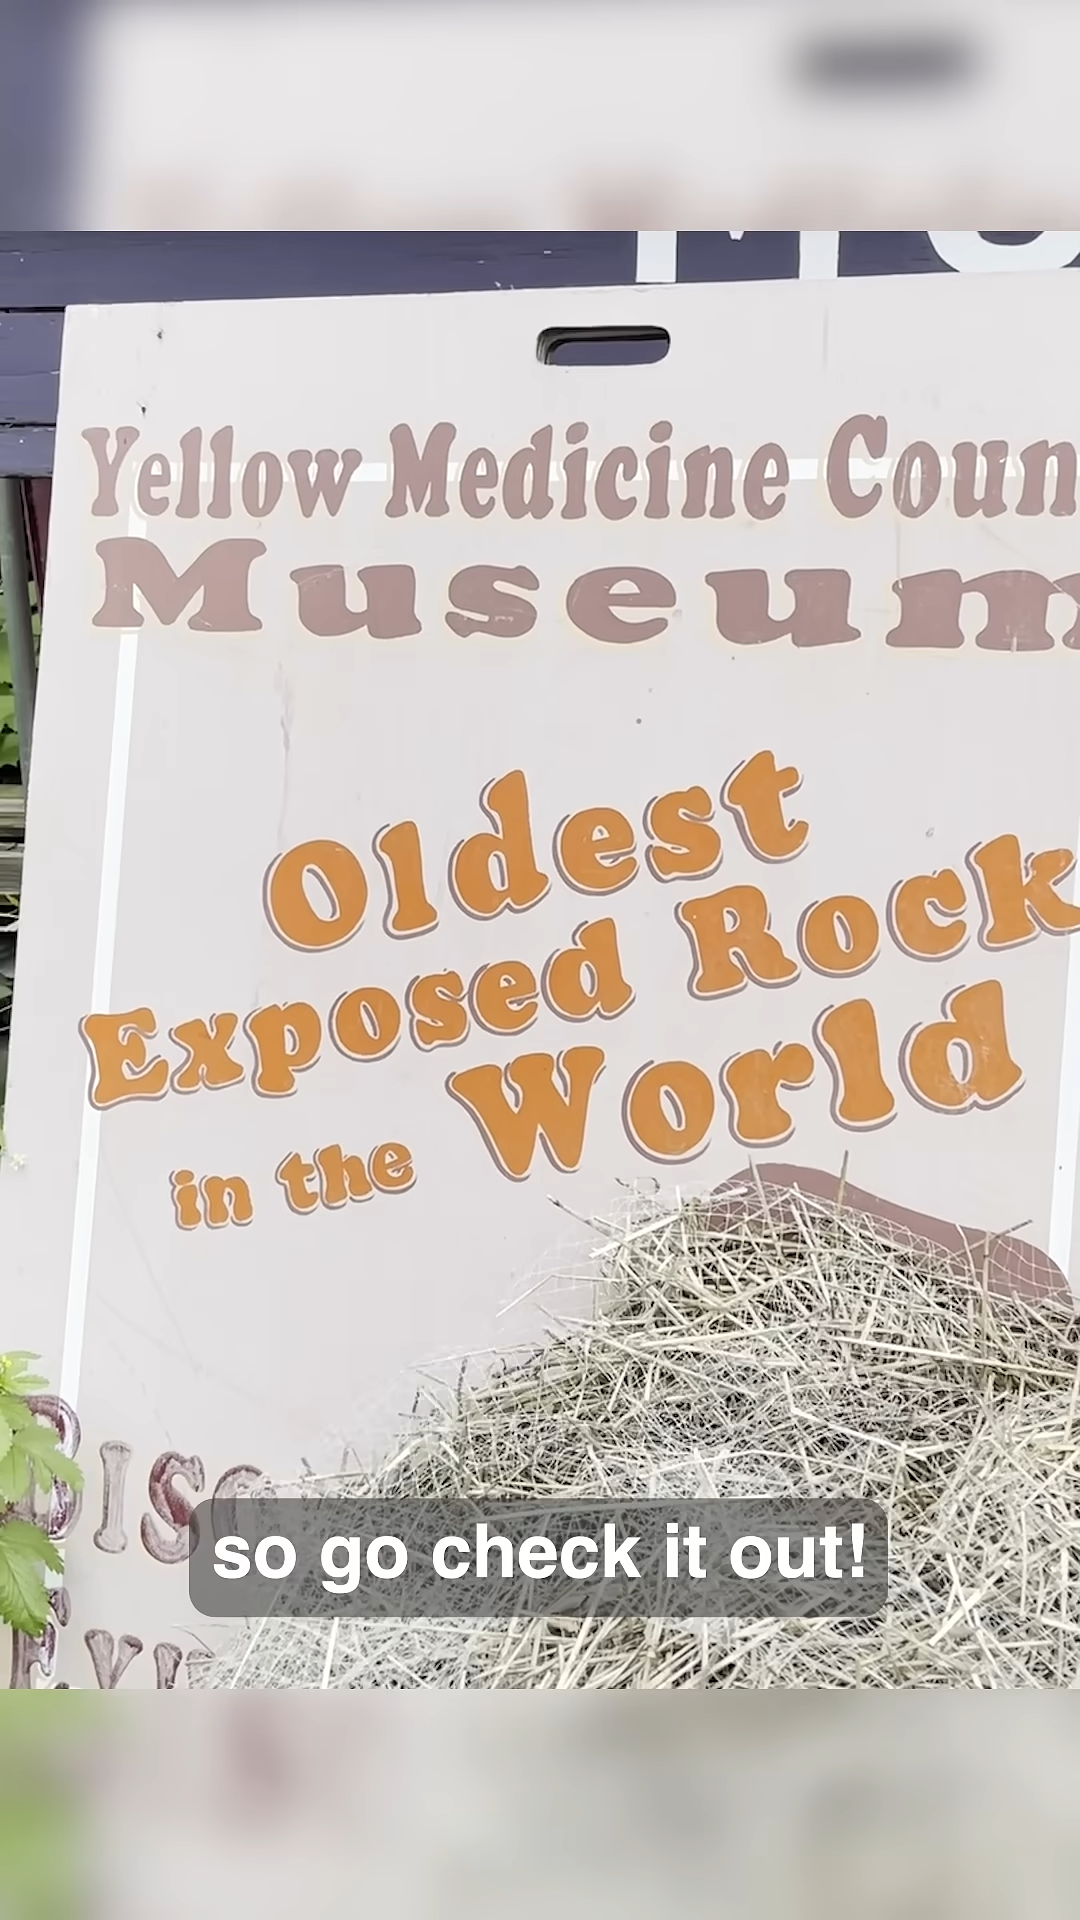 Yellow Medicine Coun
Museum
Oldest
Exposed Rock
in the World
so go check it out!